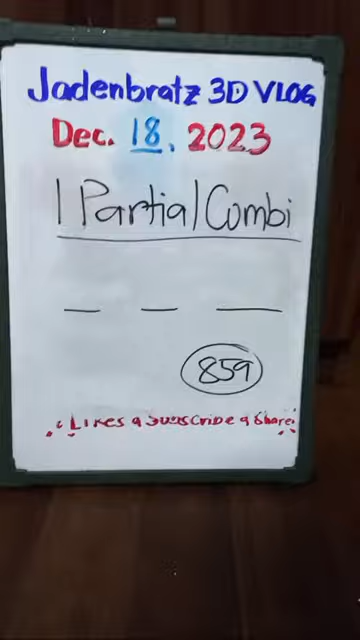 Jadenbratz 3D VLOG
Dec. 18, 2023
1 Partial Combi
859
Likes & Subscribe & Share